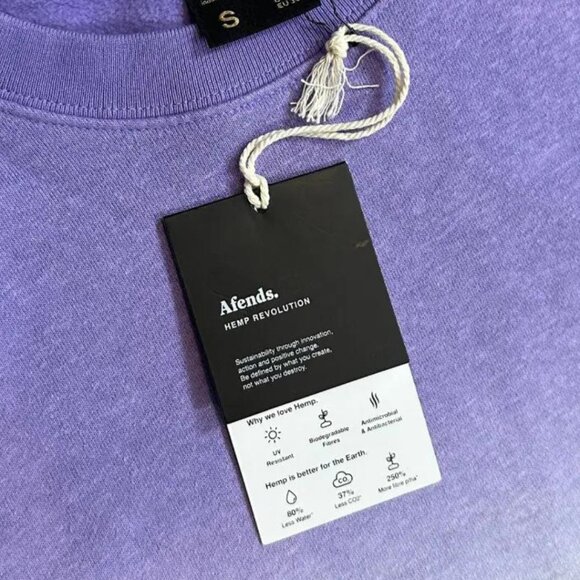 S
Afends.
HEMP REVOLUTION
Sustainability through innovation,
action and positive change.
Be defined by what you create,
not what you destroy.
Why we love Hemp.
UV
Resistant
Biodegradable
Fibres
Antimicrobial
& Antibacterial
Hemp is better for the Earth.
CO₂
80%
Less Water*
37%
Less CO2*
250%
More fibre p/ha*